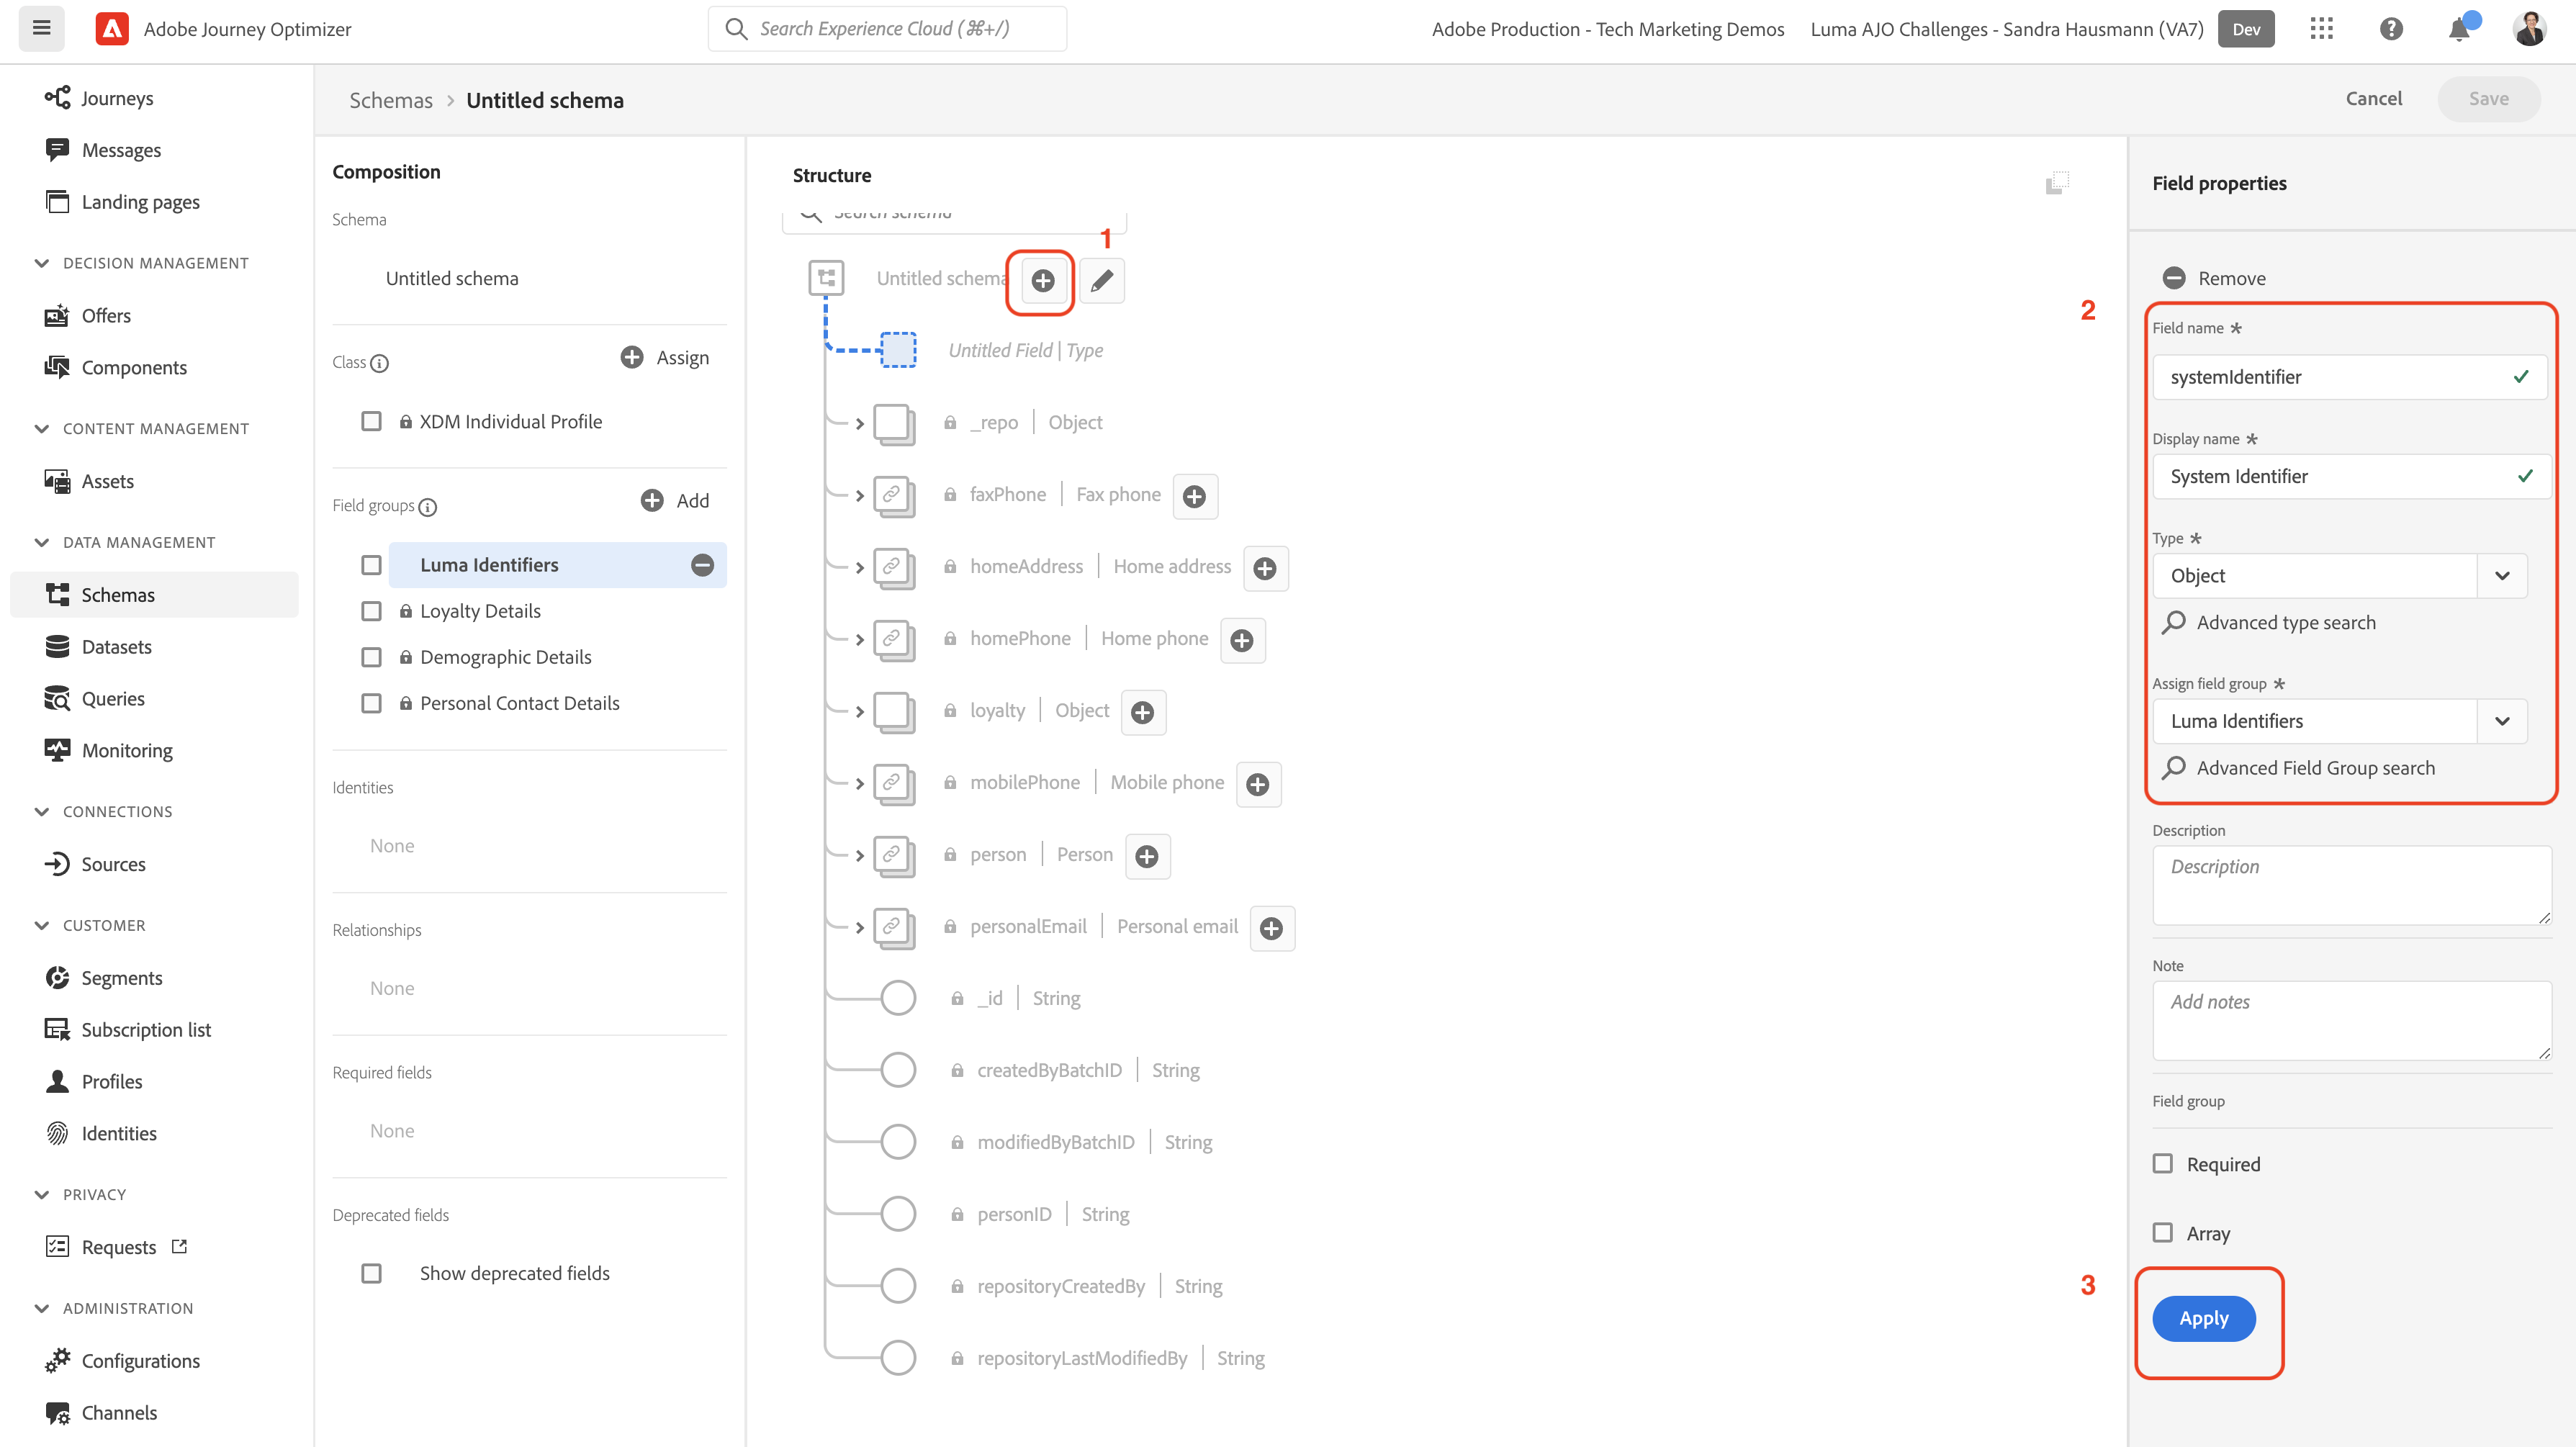 Adobe Journey Optimizer
Search Experience Cloud (⌘+/)
Adobe Production - Tech Marketing Demos
Luma AJO Challenges - Sandra Hausmann (VA7)
Dev
Journeys
Messages
Landing pages
DECISION MANAGEMENT
Offers
Components
CONTENT MANAGEMENT
Assets
DATA MANAGEMENT
Schemas
Datasets
Queries
Monitoring
CONNECTIONS
Sources
CUSTOMER
Segments
Subscription list
Profiles
Identities
PRIVACY
Requests
ADMINISTRATION
Configurations
Channels
Schemas > Untitled schema
Cancel
Save
Composition
Schema
Untitled schema
Class
Assign
XDM Individual Profile
Field groups
Add
Luma Identifiers
Loyalty Details
Demographic Details
Personal Contact Details
Identities
None
Relationships
None
Required fields
None
Deprecated fields
Show deprecated fields
Structure
Search schema
1
Untitled schema
Untitled Field | Type
_repo | Object
faxPhone | Fax phone
homeAddress | Home address
homePhone | Home phone
loyalty | Object
mobilePhone | Mobile phone
person | Person
personalEmail | Personal email
_id | String
createdByBatchID | String
modifiedByBatchID | String
personID | String
repositoryCreatedBy | String
repositoryLastModifiedBy | String
Field properties
Remove
2
Field name *
systemIdentifier
Display name *
System Identifier
Type *
Object
Advanced type search
Assign field group *
Luma Identifiers
Advanced Field Group search
Description
Description
Note
Add notes
Field group
Required
Array
3
Apply